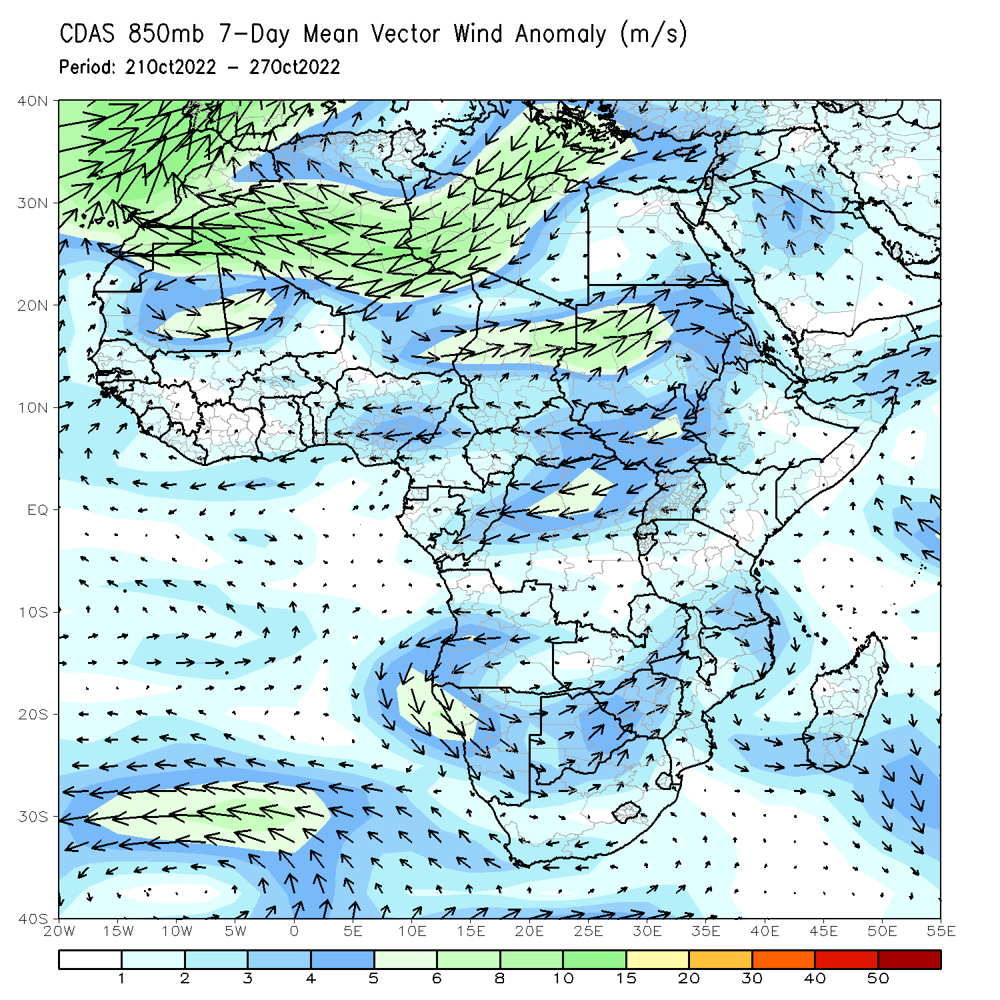 CDAS 850mb 7-Day Mean Vector Wind Anomaly (m/s)
Period: 21Oct2022 - 27Oct2022
40N
30N
20N
10N
EQ
10S
20S
30S
40S
20W 15W 10W 5W 0 5E 10E 15E 20E 25E 30E 35E 40E 45E 50E 55E
1 2 3 4 5 6 8 10 15 20 30 40 50